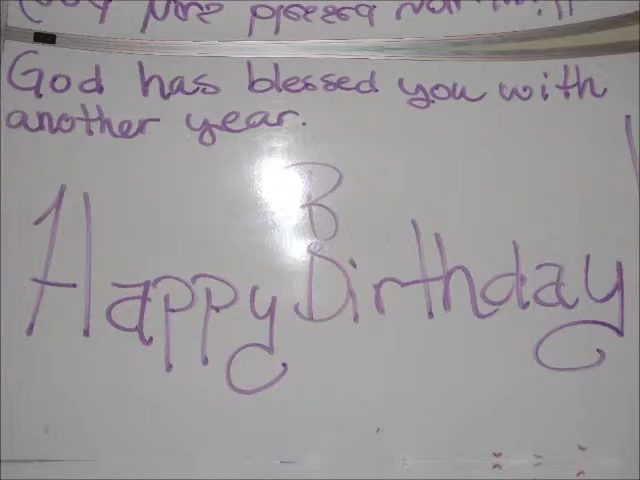 God has blessed you with
another year.
B
Happy Birthday